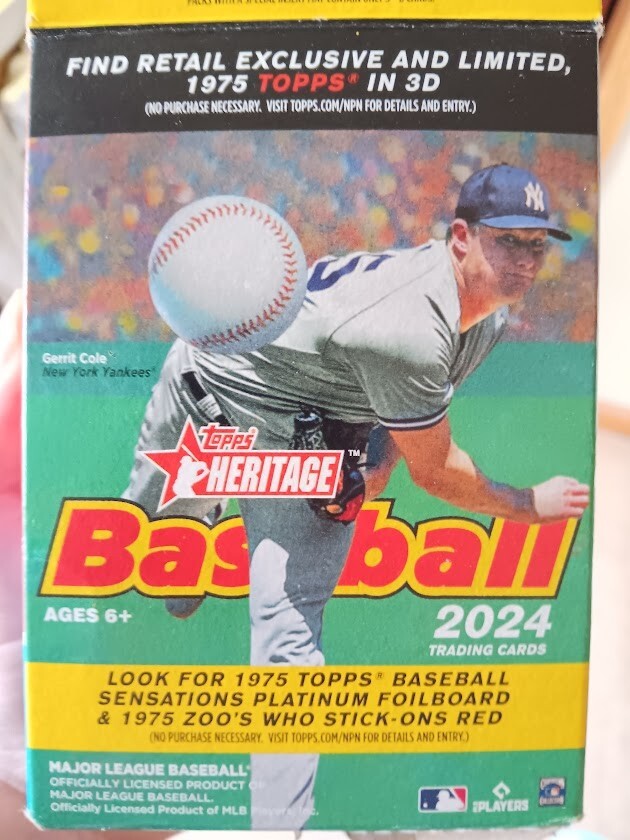 FIND RETAIL EXCLUSIVE AND LIMITED,
1975 TOPPS® IN 3D
(NO PURCHASE NECESSARY. VISIT TOPPS.COM/NPN FOR DETAILS AND ENTRY.)
NY
5
Gerrit Cole®
New York Yankees®
Topps
HERITAGE™
Baseball
AGES 6+
2024
TRADING CARDS
LOOK FOR 1975 TOPPS® BASEBALL
SENSATIONS PLATINUM FOILBOARD
& 1975 ZOO'S WHO STICK-ONS RED
(NO PURCHASE NECESSARY. VISIT TOPPS.COM/NPN FOR DETAILS AND ENTRY.)
MAJOR LEAGUE BASEBALL®
OFFICIALLY LICENSED PRODUCT OF
MAJOR LEAGUE BASEBALL.
Officially Licensed Product of MLB Players, Inc.
PLAYERS